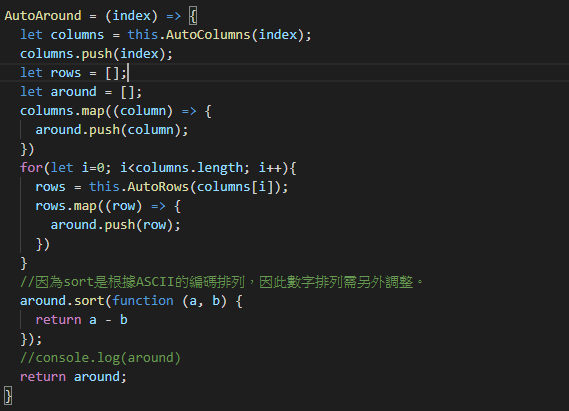 AutoAround = (index) => {
  let columns = this.AutoColumns(index);
  columns.push(index);
  let rows = [];
  let around = [];
  columns.map((column) => {
    around.push(column);
  })
  for(let i=0; i<columns.length; i++){
    rows = this.AutoRows(columns[i]);
    rows.map((row) => {
      around.push(row);
    })
  }
  //因為sort是根據ASCII的編碼排列，因此數字排列需另外調整。
  around.sort(function (a, b) {
    return a - b
  });
  //console.log(around)
  return around;
}